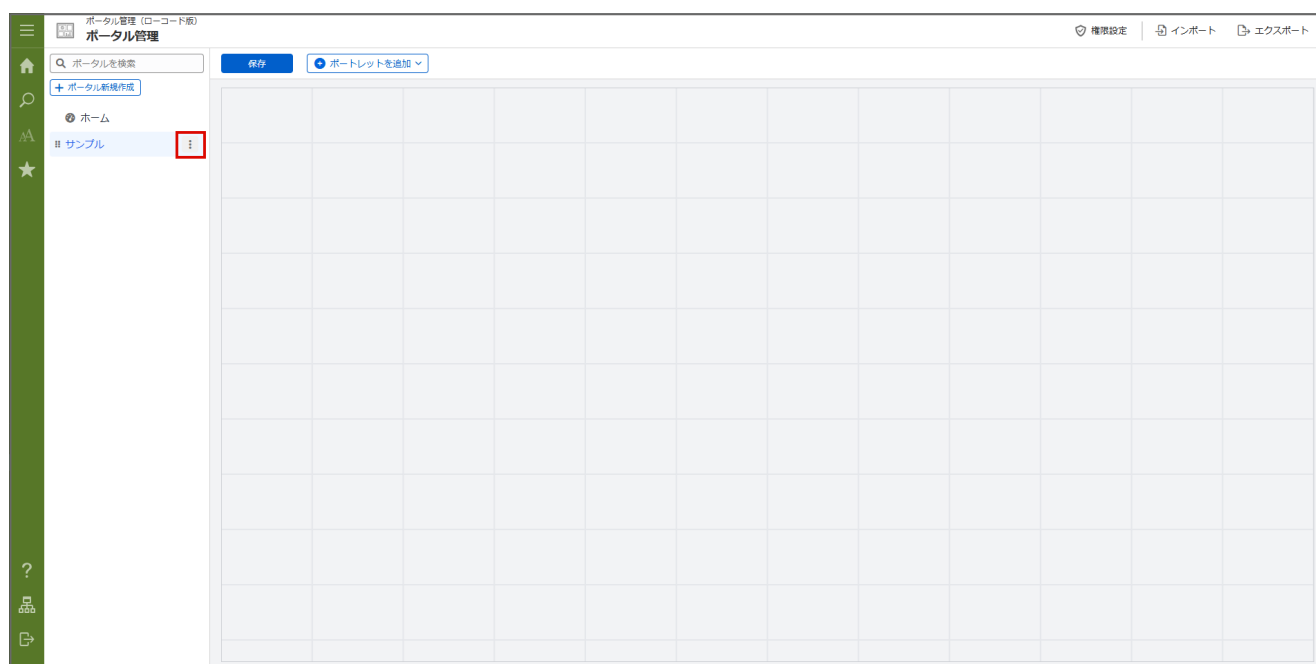 ポータル管理（ローコード版）
ポータル管理
権限設定
インポート
エクスポート
ポータルを検索
保存
ポートレットを追加
ポータル新規作成
ホーム
サンプル
AA
?